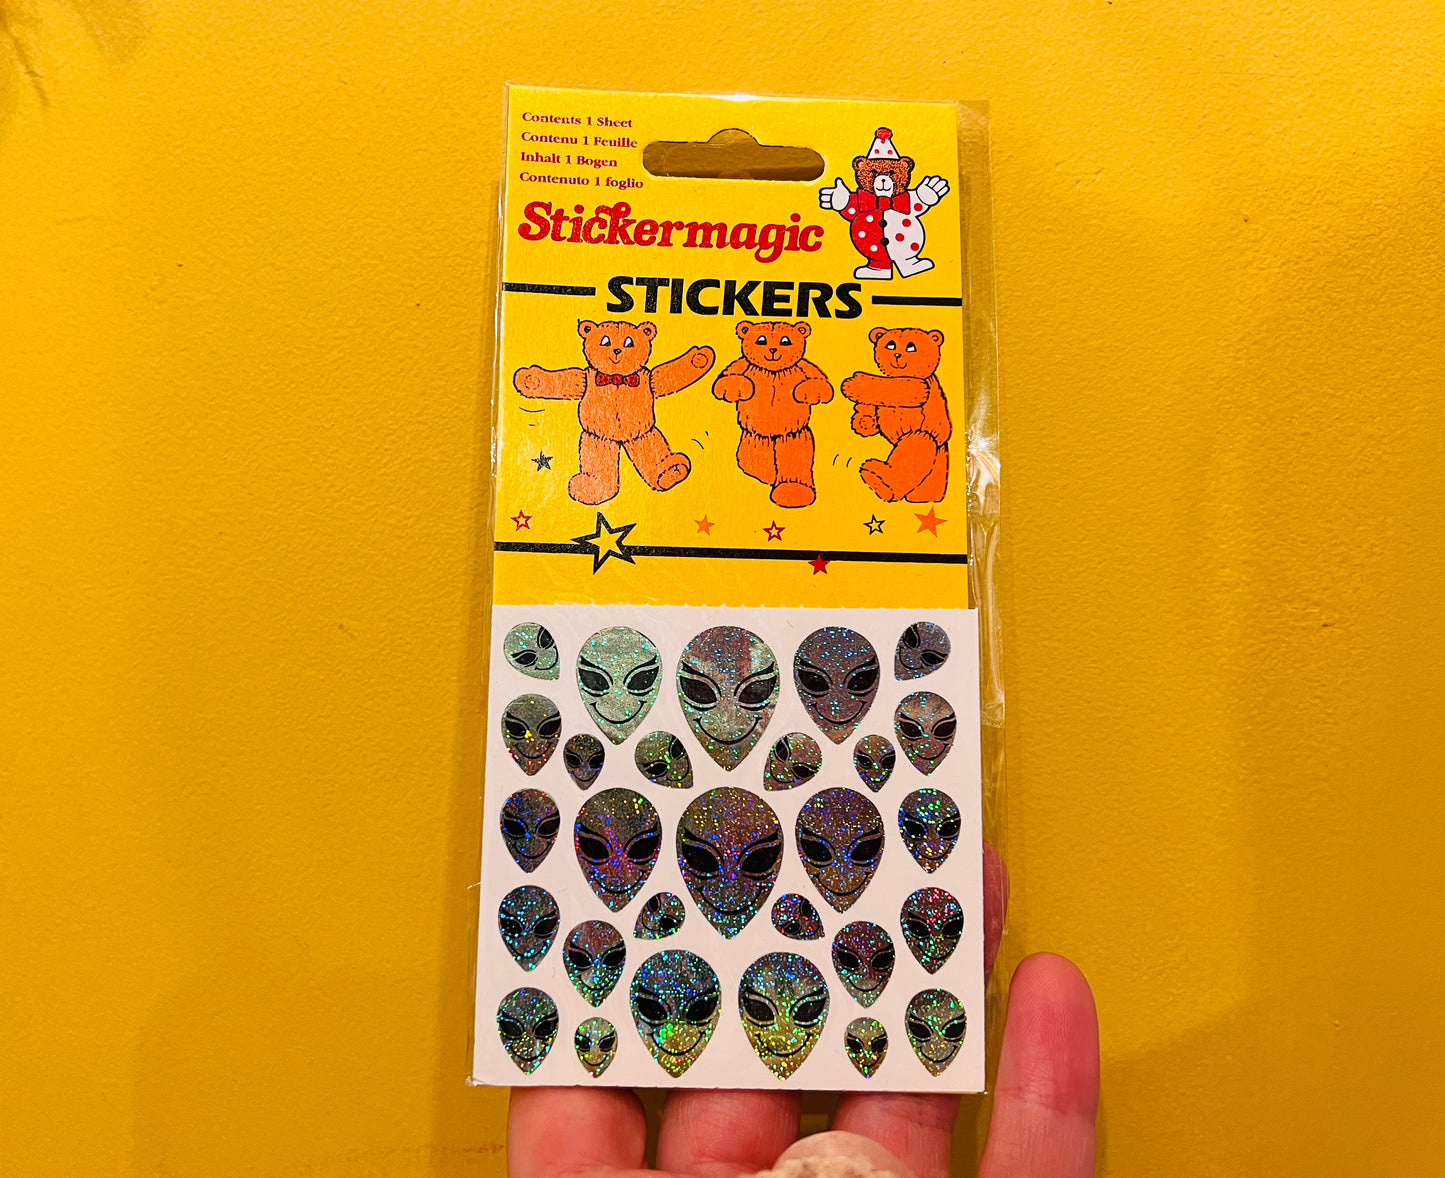 Contents 1 Sheet
Contenu 1 Feuille
Inhalt 1 Bogen
Contenuto 1 foglio
Stickermagic
STICKERS